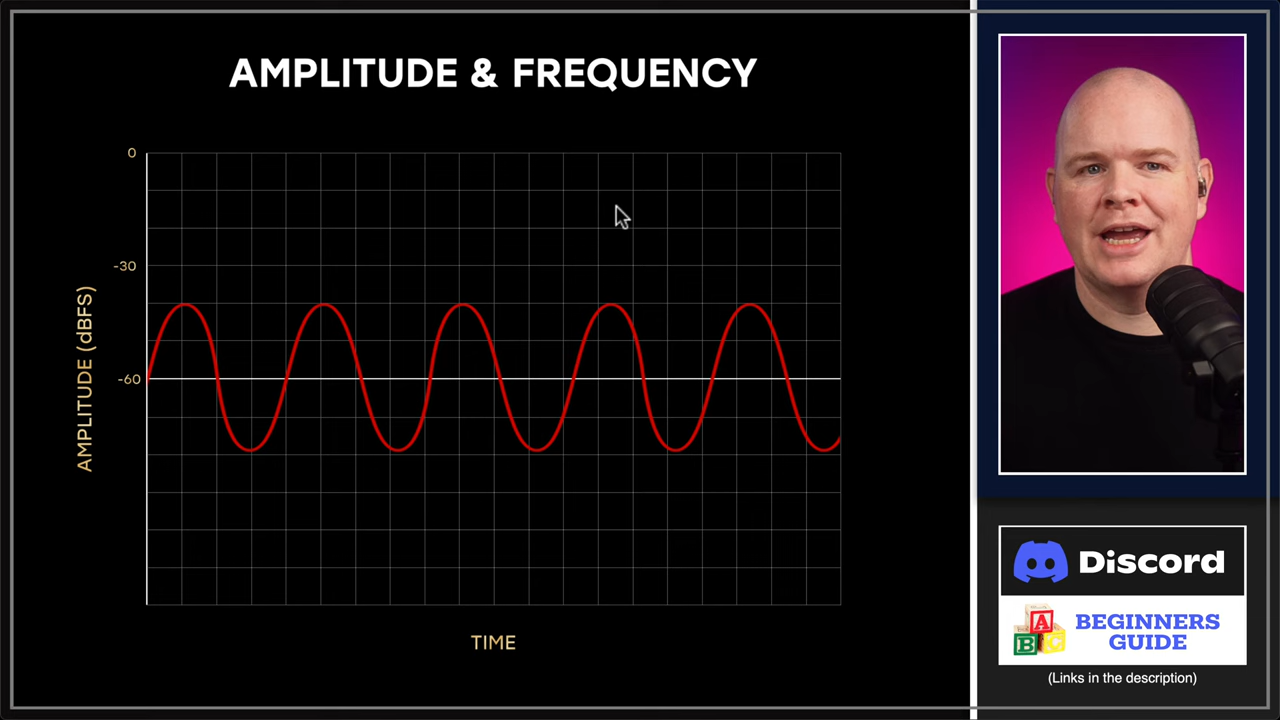 AMPLITUDE & FREQUENCY
0
-30
-60
AMPLITUDE (dBFS)
TIME
Discord
A
B
C
BEGINNERS
GUIDE
(Links in the description)